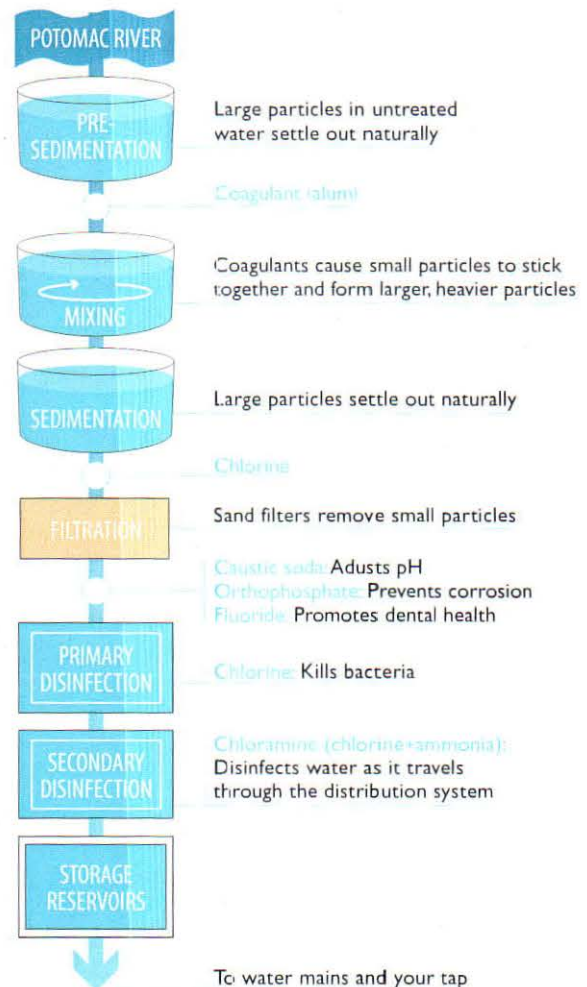 POTOMAC RIVER
PRE-
SEDIMENTATION
Large particles in untreated
water settle out naturally
Coagulant (alum)
MIXING
Coagulants cause small particles to stick
together and form larger, heavier particles
SEDIMENTATION
Large particles settle out naturally
Chlorine
FILTRATION
Sand filters remove small particles
Caustic soda: Adusts pH
Orthophosphate: Prevents corrosion
Fluoride: Promotes dental health
PRIMARY
DISINFECTION
Chlorine: Kills bacteria
SECONDARY
DISINFECTION
Chloramine (chlorine+ammonia):
Disinfects water as it travels
through the distribution system
STORAGE
RESERVOIRS
To water mains and your tap